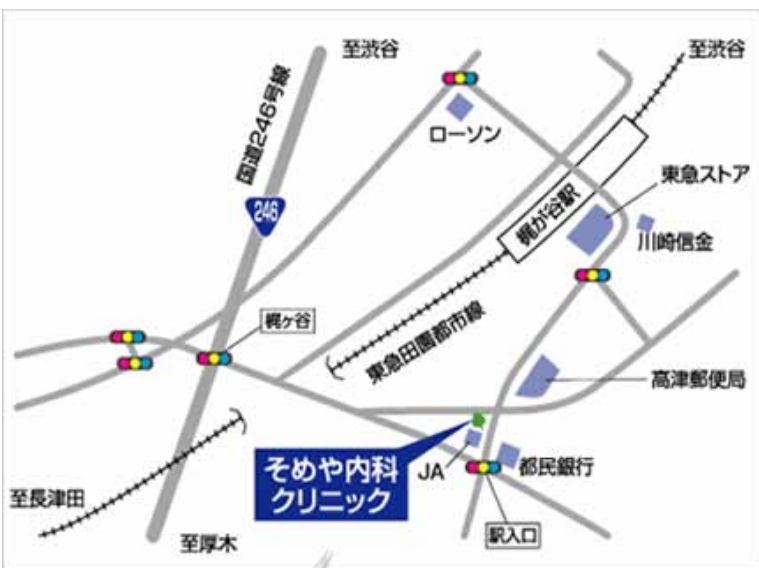 至渋谷
至渋谷
国道246号線
ローソン
東急ストア
246
梶が谷駅
川崎信金
梶ヶ谷
東急田園都市線
高津郵便局
そめや内科
クリニック
JA
都民銀行
至長津田
駅入口
至厚木